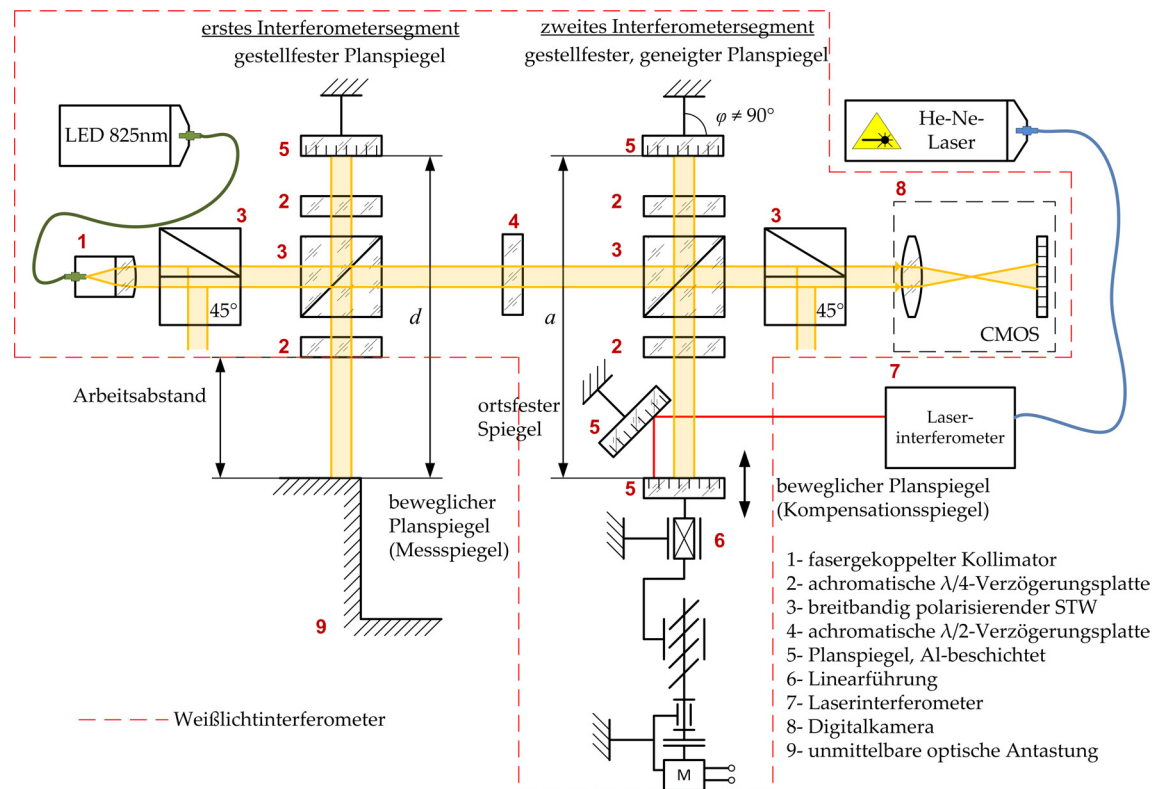 erstes Interferometersegment
gestellfester Planspiegel
zweites Interferometersegment
gestellfester, geneigter Planspiegel
LED 825nm
φ ≠ 90°
He-Ne-
Laser
5
5
8
2
2
3
4
3
1
3
3
45°
d
a
45°
CMOS
2
2
7
Arbeitsabstand
ortsfester
Spiegel
5
Laser-
interferometer
5
beweglicher Planspiegel
(Kompensationsspiegel)
beweglicher
Planspiegel
(Messspiegel)
6
9
M
1- fasergekoppelter Kollimator
2- achromatische λ/4-Verzögerungsplatte
3- breitbandig polarisierender STW
4- achromatische λ/2-Verzögerungsplatte
5- Planspiegel, Al-beschichtet
6- Linearführung
7- Laserinterferometer
8- Digitalkamera
9- unmittelbare optische Antastung
Weißlichtinterferometer